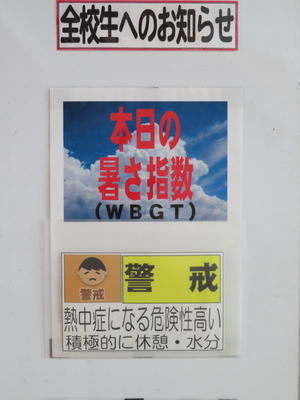 全校生へのお知らせ
本日の
暑さ指数
(WBGT)
警戒
警戒
熱中症になる危険性高い
積極的に休憩・水分